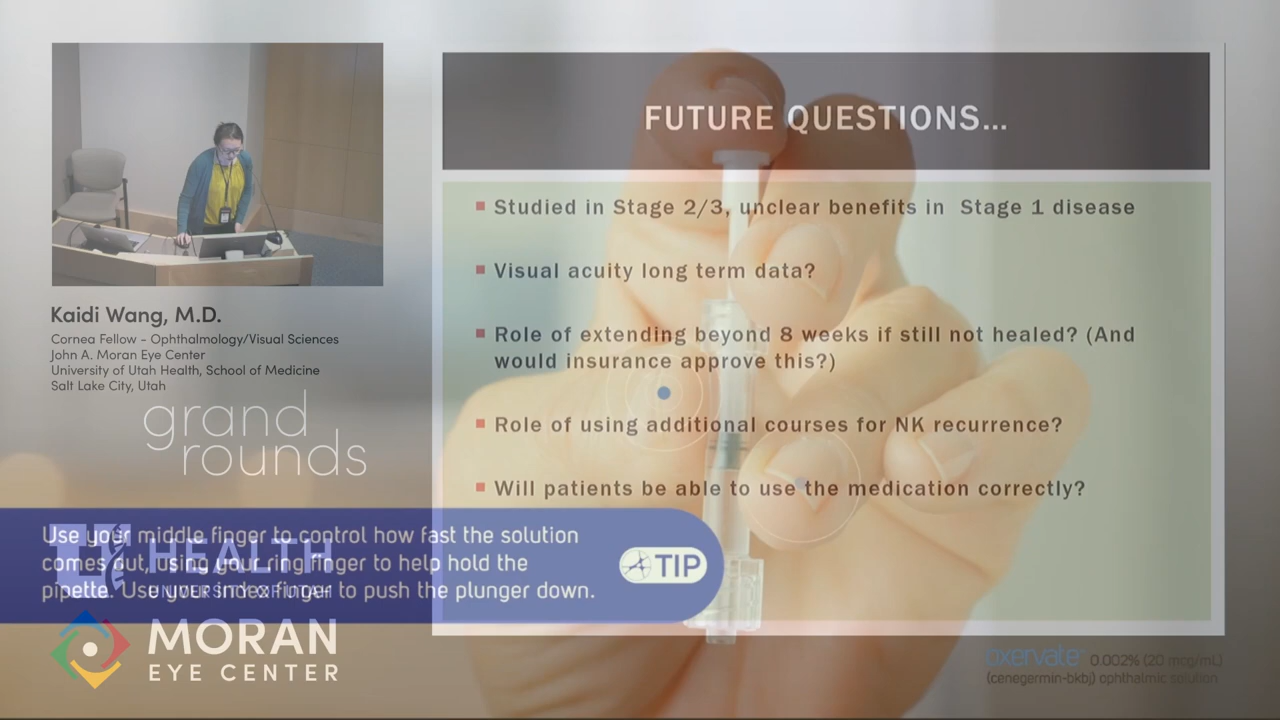 FUTURE QUESTIONS...
Studied in Stage 2/3, unclear benefits in Stage 1 disease
Visual acuity long term data?
Role of extending beyond 8 weeks if still not healed? (And
would insurance approve this?)
Role of using additional courses for NK recurrence?
Will patients be able to use the medication correctly?
Kaidi Wang, M.D.
Cornea Fellow - Ophthalmology/Visual Sciences
John A. Moran Eye Center
University of Utah Health, School of Medicine
Salt Lake City, Utah
grand
rounds
Use your middle finger to control how fast the solution
comes out, using your ring finger to help hold the
pipette. Use your index finger to push the plunger down.
TIP
U HEALTH
UNIVERSITY OF UTAH
MORAN
EYE CENTER
oxervate™ 0.002% (20 mcg/mL)
(cenegermin-bkbj) ophthalmic solution